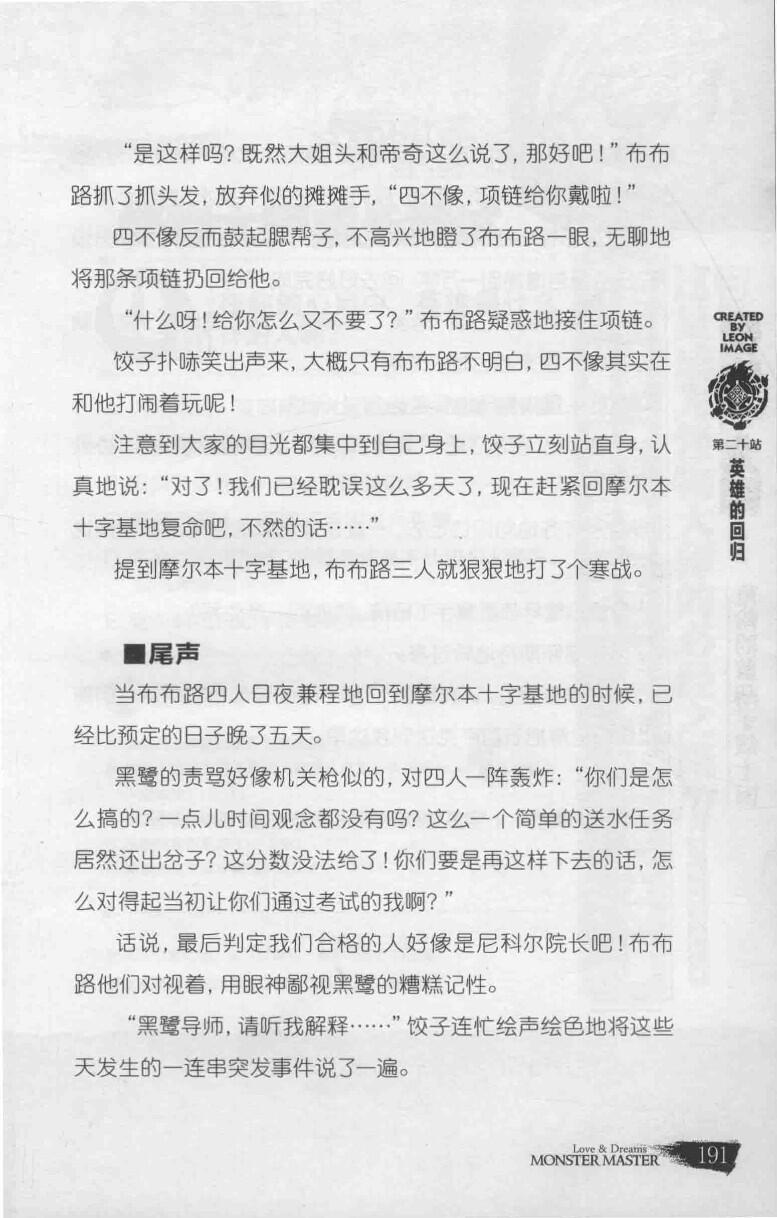 “是这样吗?既然大姐头和帝奇这么说了,那好吧!”布布
路抓了抓头发,放弃似的摊摊手,“四不像,项链给你戴啦!”
四不像反而鼓起腮帮子,不高兴地瞪了布布路一眼,无聊地
将那条项链扔回给他。
“什么呀!给你怎么又不要了?”布布路疑惑地接住项链。
饺子扑哧笑出声来,大概只有布布路不明白,四不像其实在
和他打闹着玩呢!
注意到大家的目光都集中到自己身上,饺子立刻站直身,认
真地说:“对了!我们已经耽误这么多天了,现在赶紧回摩尔本
十字基地复命吧,不然的话……”
提到摩尔本十字基地,布布路三人就狠狠地打了个寒战。
■尾声
当布布路四人日夜兼程地回到摩尔本十字基地的时候,已
经比预定的日子晚了五天。
黑鹭的责骂好像机关枪似的,对四人一阵轰炸:“你们是怎
么搞的?一点儿时间观念都没有吗?这么一个简单的送水任务
居然还出岔子?这分数没法给了!你们要是再这样下去的话,怎
么对得起当初让你们通过考试的我啊?”
话说,最后判定我们合格的人好像是尼科尔院长吧!布布
路他们对视着,用眼神鄙视黑鹭的糟糕记性。
“黑鹭导师,请听我解释……”饺子连忙绘声绘色地将这些
天发生的一连串突发事件说了一遍。
CREATED
BY
LEON
IMAGE
第二十站
英雄的回归
Love & Dreams
MONSTER MASTER
191